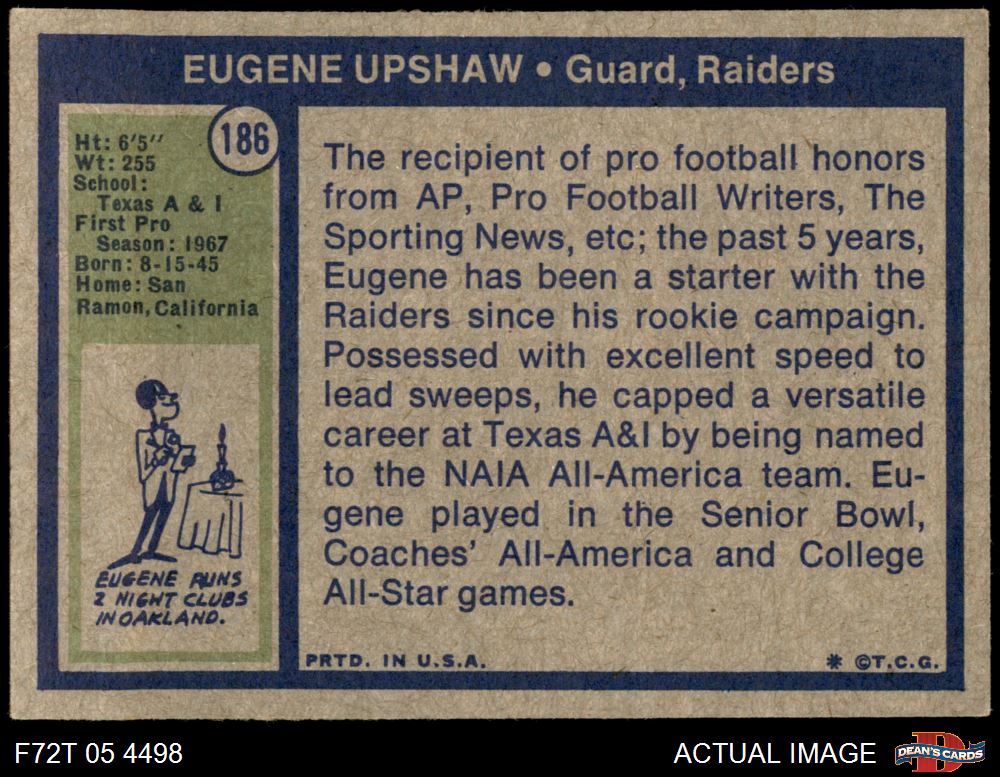 EUGENE UPSHAW • Guard, Raiders
186
Ht: 6'5''
Wt: 255
School:
Texas A & I
First Pro
Season: 1967
Born: 8-15-45
Home: San
Ramon, California
EUGENE RUNS
2 NIGHT CLUBS
IN OAKLAND.
The recipient of pro football honors
from AP, Pro Football Writers, The
Sporting News, etc; the past 5 years,
Eugene has been a starter with the
Raiders since his rookie campaign.
Possessed with excellent speed to
lead sweeps, he capped a versatile
career at Texas A&I by being named
to the NAIA All-America team. Eu-
gene played in the Senior Bowl,
Coaches' All-America and College
All-Star games.
PRTD. IN U.S.A.
* ©T.C.G.
F72T 05 4498
ACTUAL IMAGE
D
DEAN'S CARDS